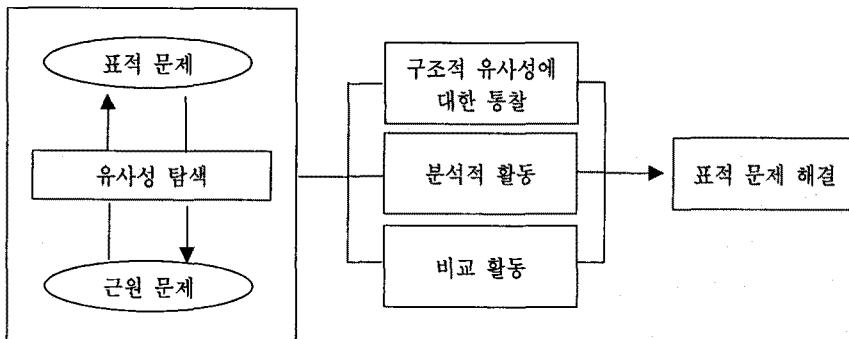 표적 문제
유사성 탐색
근원 문제
구조적 유사성에
대한 통찰
분석적 활동
비교 활동
표적 문제 해결